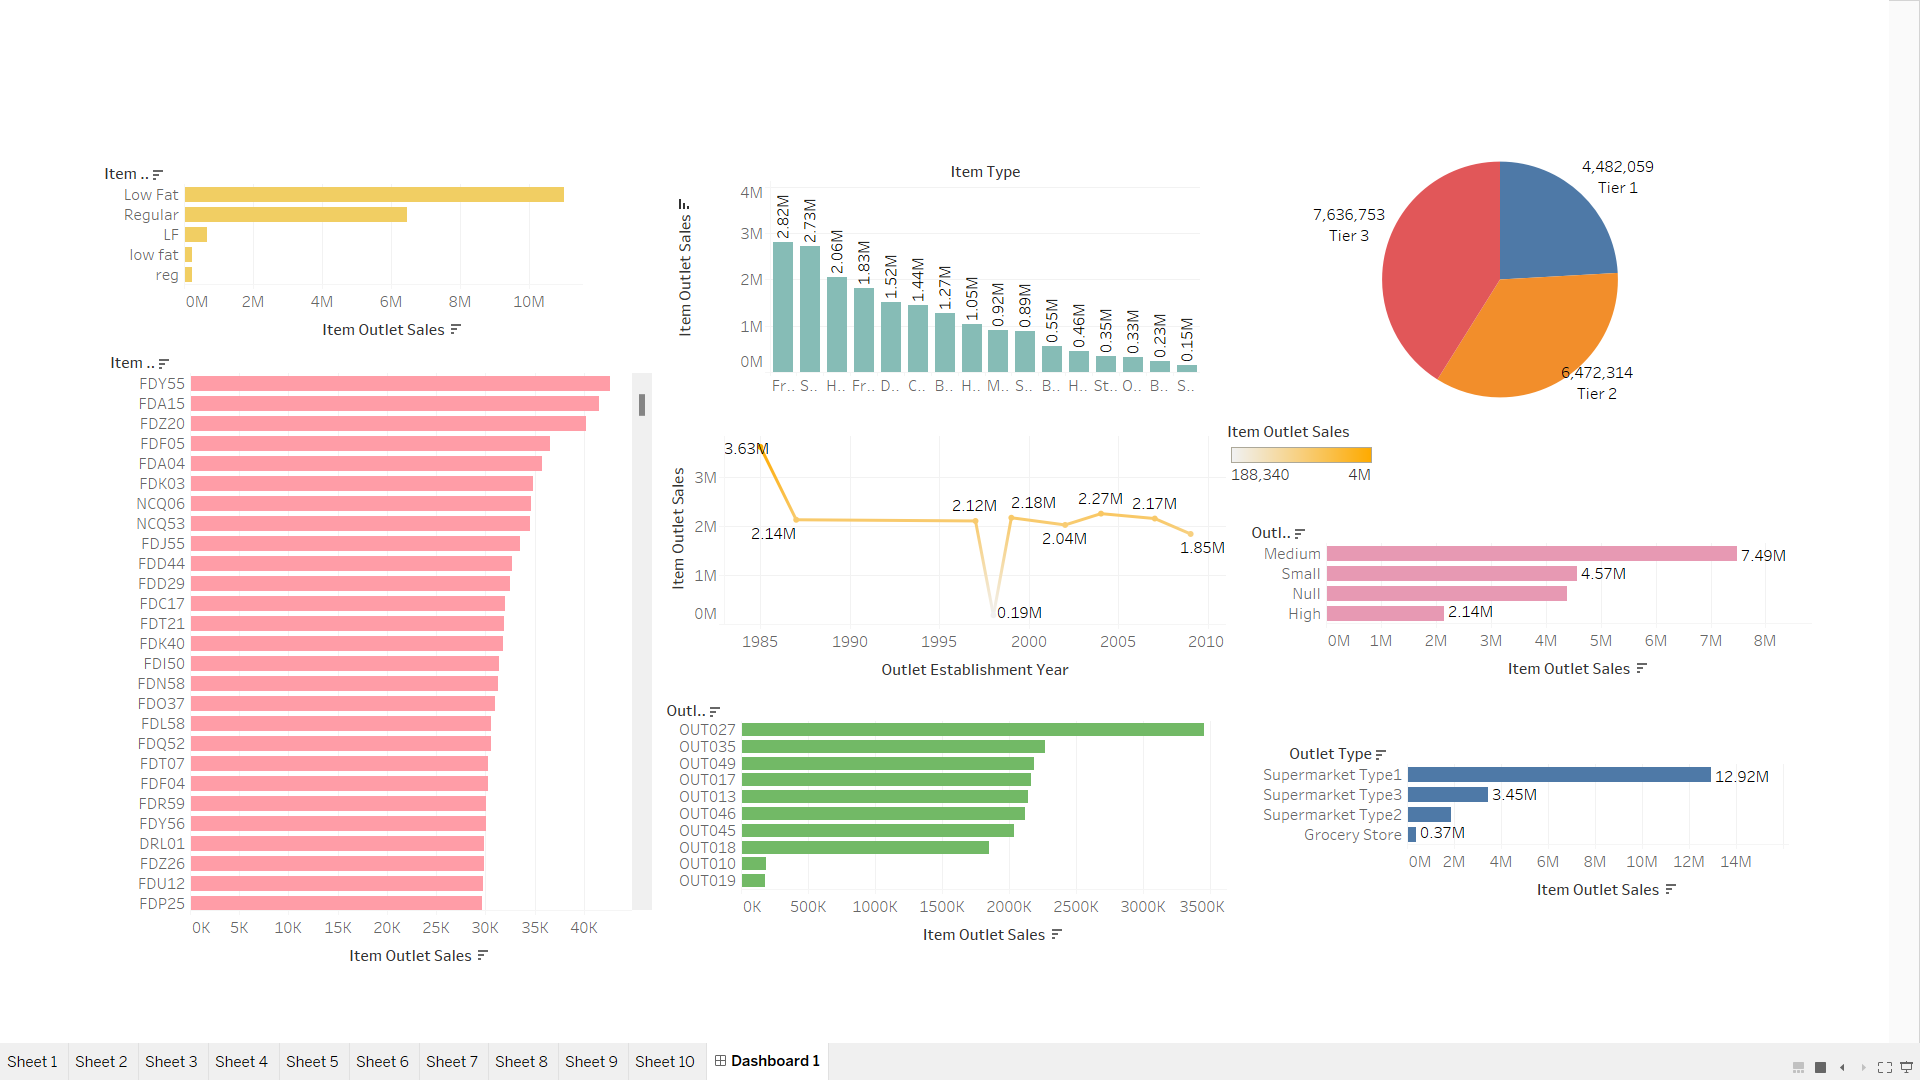 Item ..
Low Fat
Regular
LF
low fat
reg
0M 2M 4M 6M 8M 10M
Item Outlet Sales
Item ..
FDY55
FDA15
FDZ20
FDF05
FDA04
FDK03
NCQ06
NCQ53
FDJ55
FDD44
FDD29
FDC17
FDT21
FDK40
FDI50
FDN58
FDO37
FDL58
FDQ52
FDT07
FDF04
FDR59
FDY56
DRL01
FDZ26
FDU12
FDP25
0K 5K 10K 15K 20K 25K 30K 35K 40K
Item Outlet Sales
Item Type
Item Outlet Sales
4M
3M
2M
1M
0M
2.82M 2.73M 2.06M 1.83M 1.52M 1.44M 1.27M 1.05M 0.92M 0.89M 0.55M 0.46M 0.35M 0.33M 0.23M 0.15M
Fr.. S.. H.. Fr.. D.. C.. B.. H.. M.. S.. B.. H.. St.. O.. B.. S..
Item Outlet Sales
3M
2M
1M
0M
3.63M
2.14M
2.12M
0.19M
2.18M
2.04M
2.27M
2.17M
1.85M
1985 1990 1995 2000 2005 2010
Outlet Establishment Year
Outl..
OUT027
OUT035
OUT049
OUT017
OUT013
OUT046
OUT045
OUT018
OUT010
OUT019
0K 500K 1000K 1500K 2000K 2500K 3000K 3500K
Item Outlet Sales
4,482,059
Tier 1
7,636,753
Tier 3
6,472,314
Tier 2
Item Outlet Sales
188,340 4M
Outl..
Medium 7.49M
Small 4.57M
Null
High 2.14M
0M 1M 2M 3M 4M 5M 6M 7M 8M
Item Outlet Sales
Outlet Type
Supermarket Type1 12.92M
Supermarket Type3 3.45M
Supermarket Type2
Grocery Store 0.37M
0M 2M 4M 6M 8M 10M 12M 14M
Item Outlet Sales
Sheet 1 Sheet 2 Sheet 3 Sheet 4 Sheet 5 Sheet 6 Sheet 7 Sheet 8 Sheet 9 Sheet 10 Dashboard 1